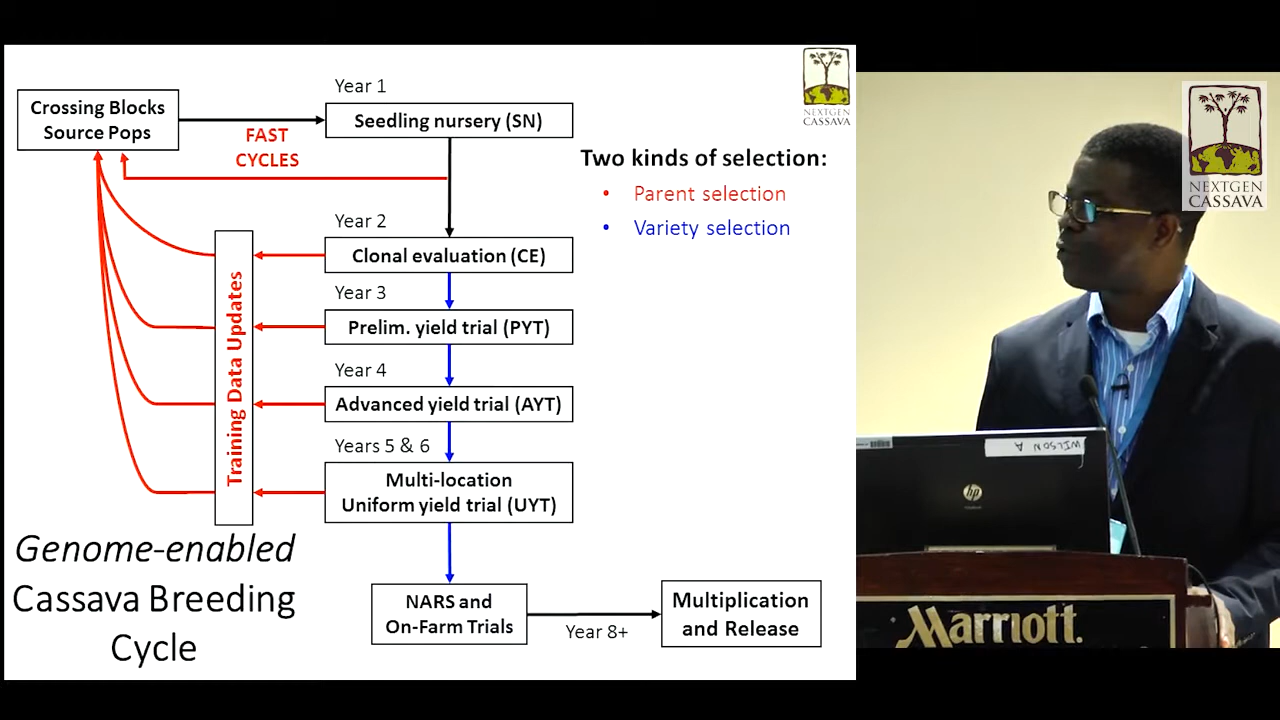 Year 1
Crossing Blocks
Source Pops
Seedling nursery (SN)
FAST
CYCLES
NEXTGEN
CASSAVA
Two kinds of selection:
• Parent selection
• Variety selection
Year 2
Clonal evaluation (CE)
Year 3
Prelim. yield trial (PYT)
Year 4
Advanced yield trial (AYT)
Years 5 & 6
Multi-location
Uniform yield trial (UYT)
Training Data Updates
Genome-enabled
Cassava Breeding
Cycle
NARS and
On-Farm Trials
Year 8+
Multiplication
and Release
NEXTGEN
CASSAVA
WILSON A
hp
Marriott.